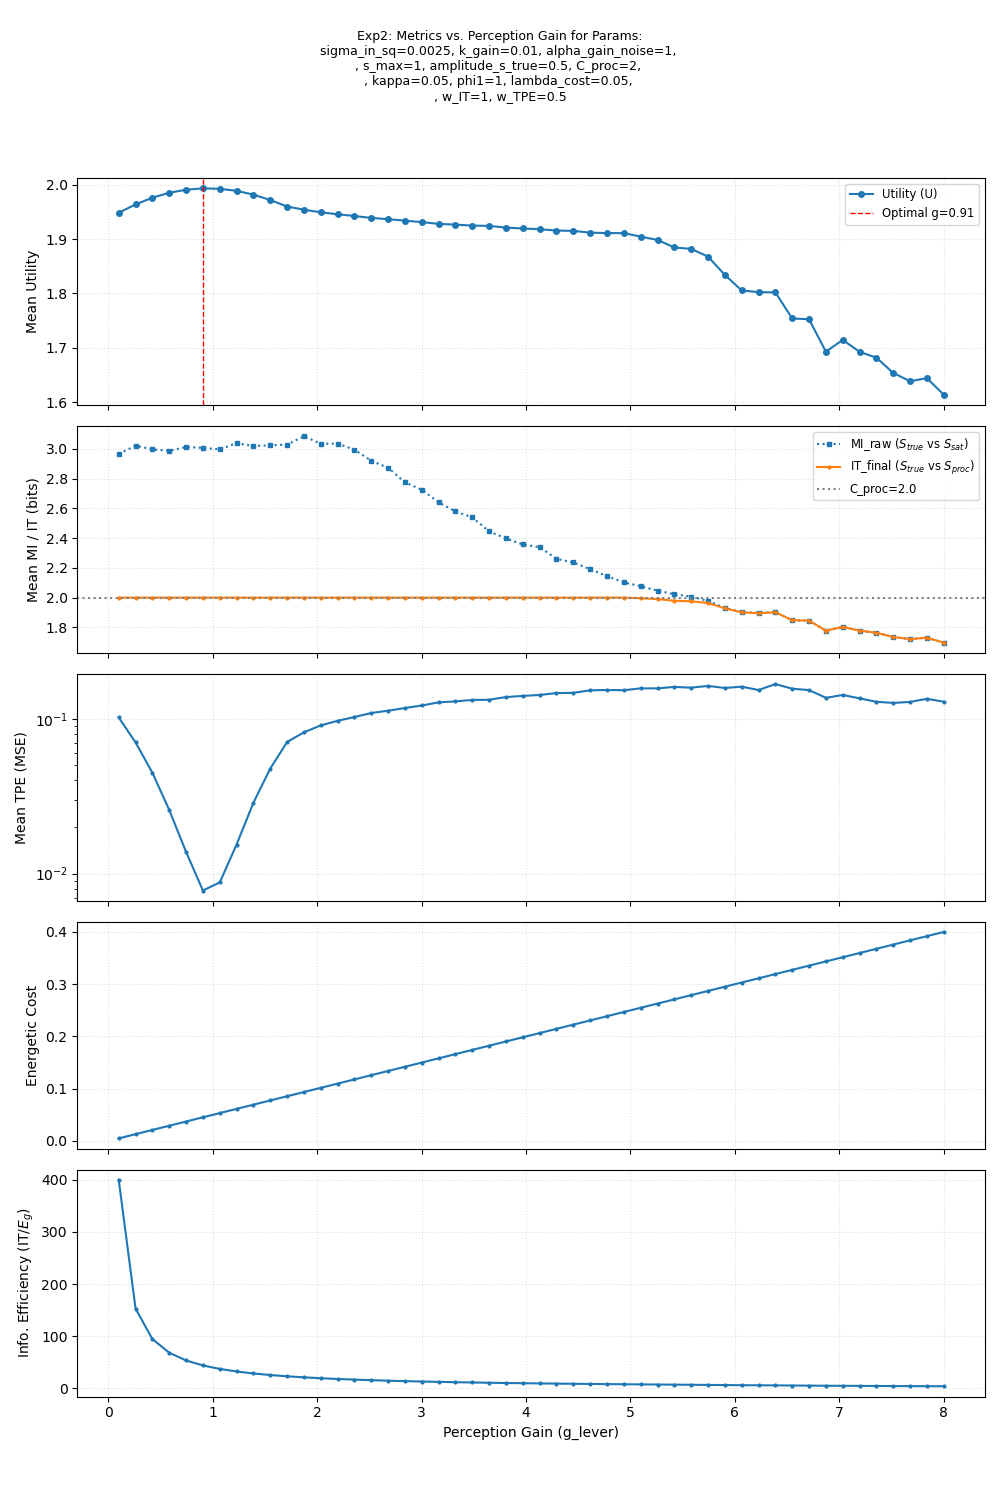 Exp2: Metrics vs. Perception Gain for Params:
sigma_in_sq=0.0025, k_gain=0.01, alpha_gain_noise=1,
, s_max=1, amplitude_s_true=0.5, C_proc=2,
, kappa=0.05, phi1=1, lambda_cost=0.05,
, w_IT=1, w_TPE=0.5
Mean Utility
2.0
1.9
1.8
1.7
1.6
Utility (U)
Optimal g=0.91
Mean MI / IT (bits)
3.0
2.8
2.6
2.4
2.2
2.0
1.8
MI_raw (S_true vs S_sat)
IT_final (S_true vs S_proc)
C_proc=2.0
Mean TPE (MSE)
10^−1
10^−2
Energetic Cost
0.4
0.3
0.2
0.1
0.0
Info. Efficiency (IT/E_g)
400
300
200
100
0
0 1 2 3 4 5 6 7 8
Perception Gain (g_lever)